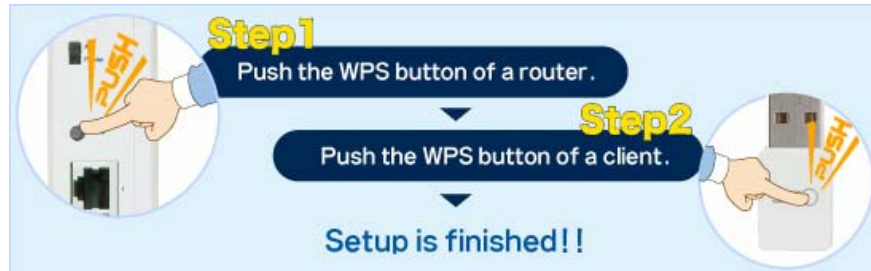 Step1
PUSH
Push the WPS button of a router.
Step2
PUSH
Push the WPS button of a client.
Setup is finished!!